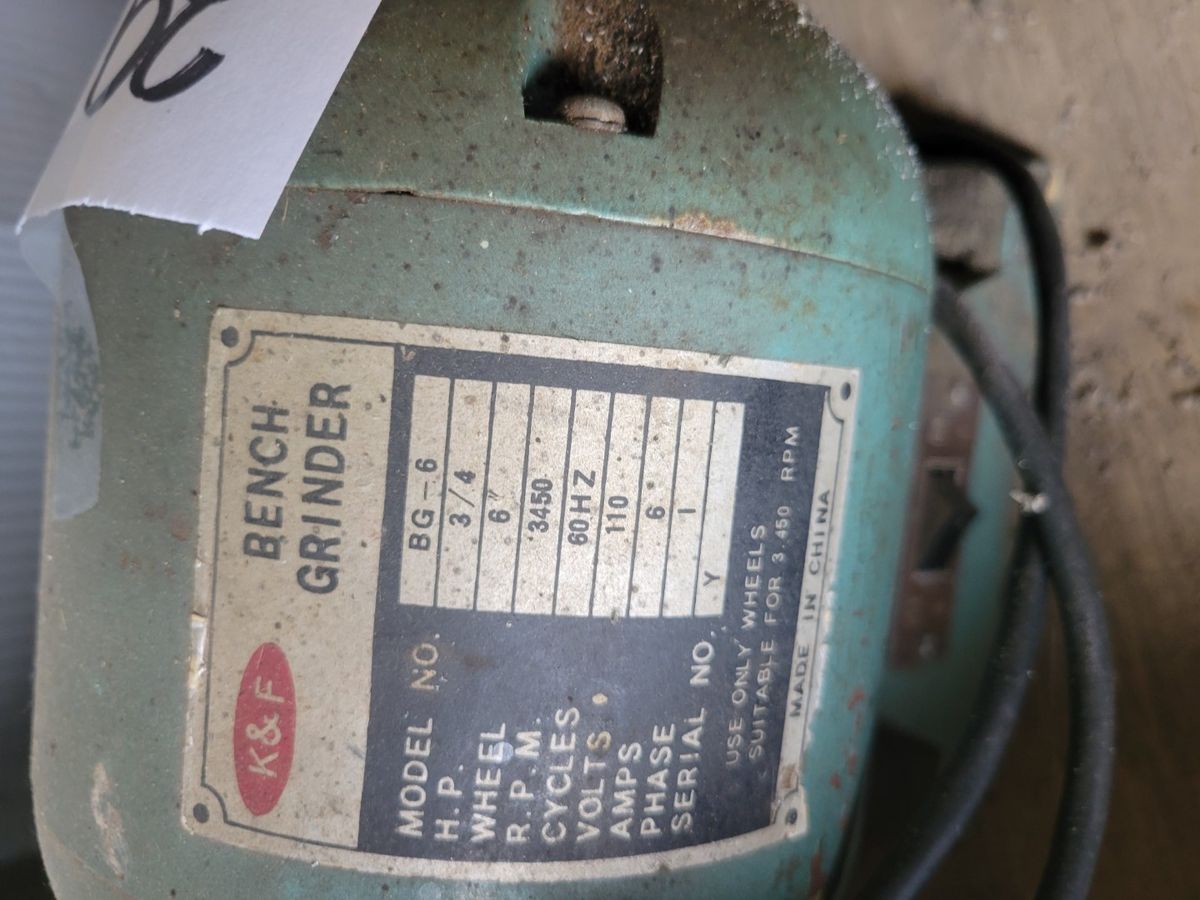 K&F
BENCH
GRINDER
MODEL NO. BG-6
H.P. 3/4
WHEEL 6"
R.P.M. 3450
CYCLES 60HZ
VOLTS 110
AMPS 6
PHASE 1
SERIAL NO. Y
USE ONLY WHEELS
SUITABLE FOR 3,450 RPM
MADE IN CHINA